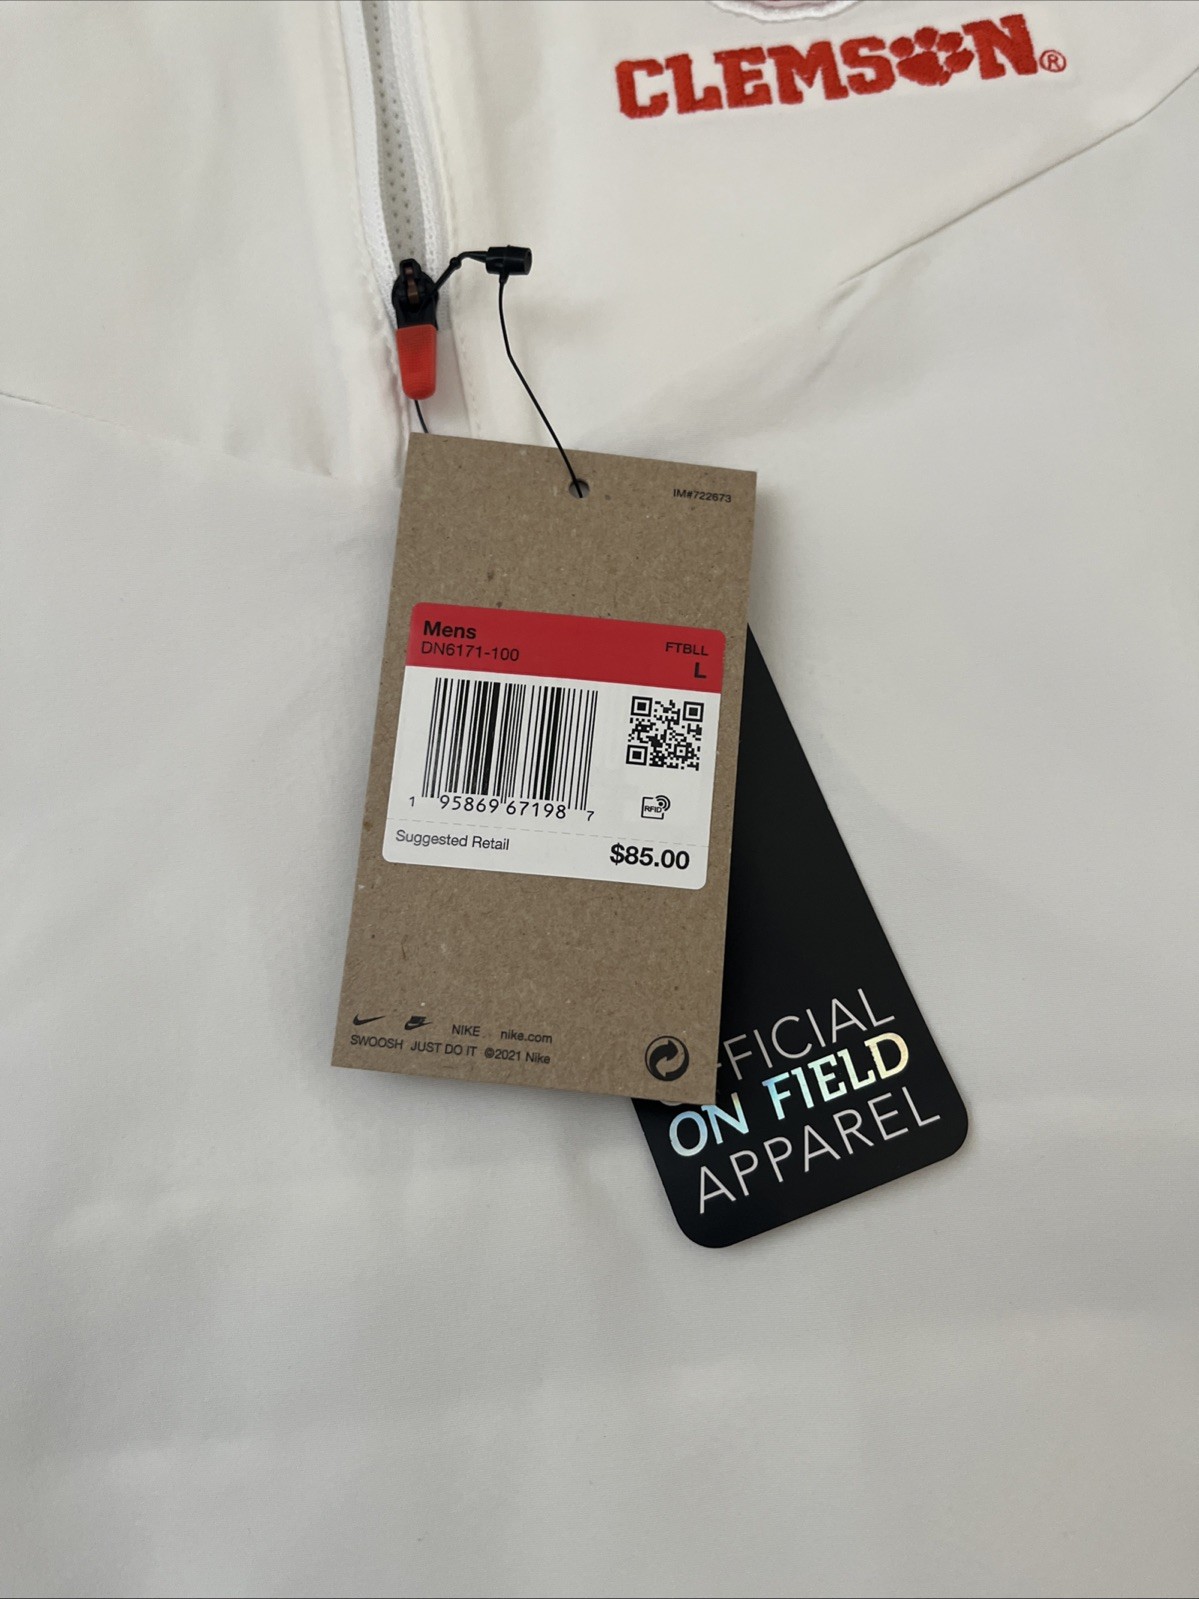 CLEMSON®
IM#722673
Mens
FTBLL
DN6171-100
L
1 95869 67198 7
RFID
Suggested Retail
$85.00
NIKE nike.com
SWOOSH JUST DO IT ©2021 Nike
FICIAL
ON FIELD
APPAREL